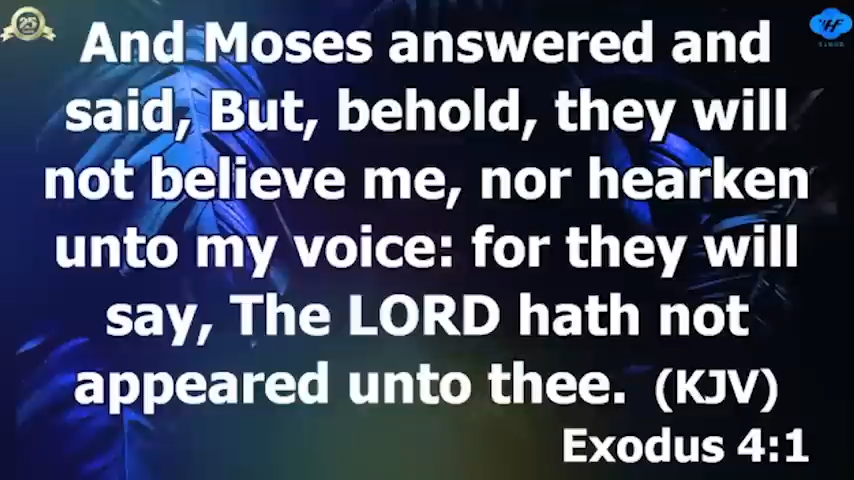 And Moses answered and
said, But, behold, they will
not believe me, nor hearken
unto my voice: for they will
say, The LORD hath not
appeared unto thee. (KJV)
Exodus 4:1
25